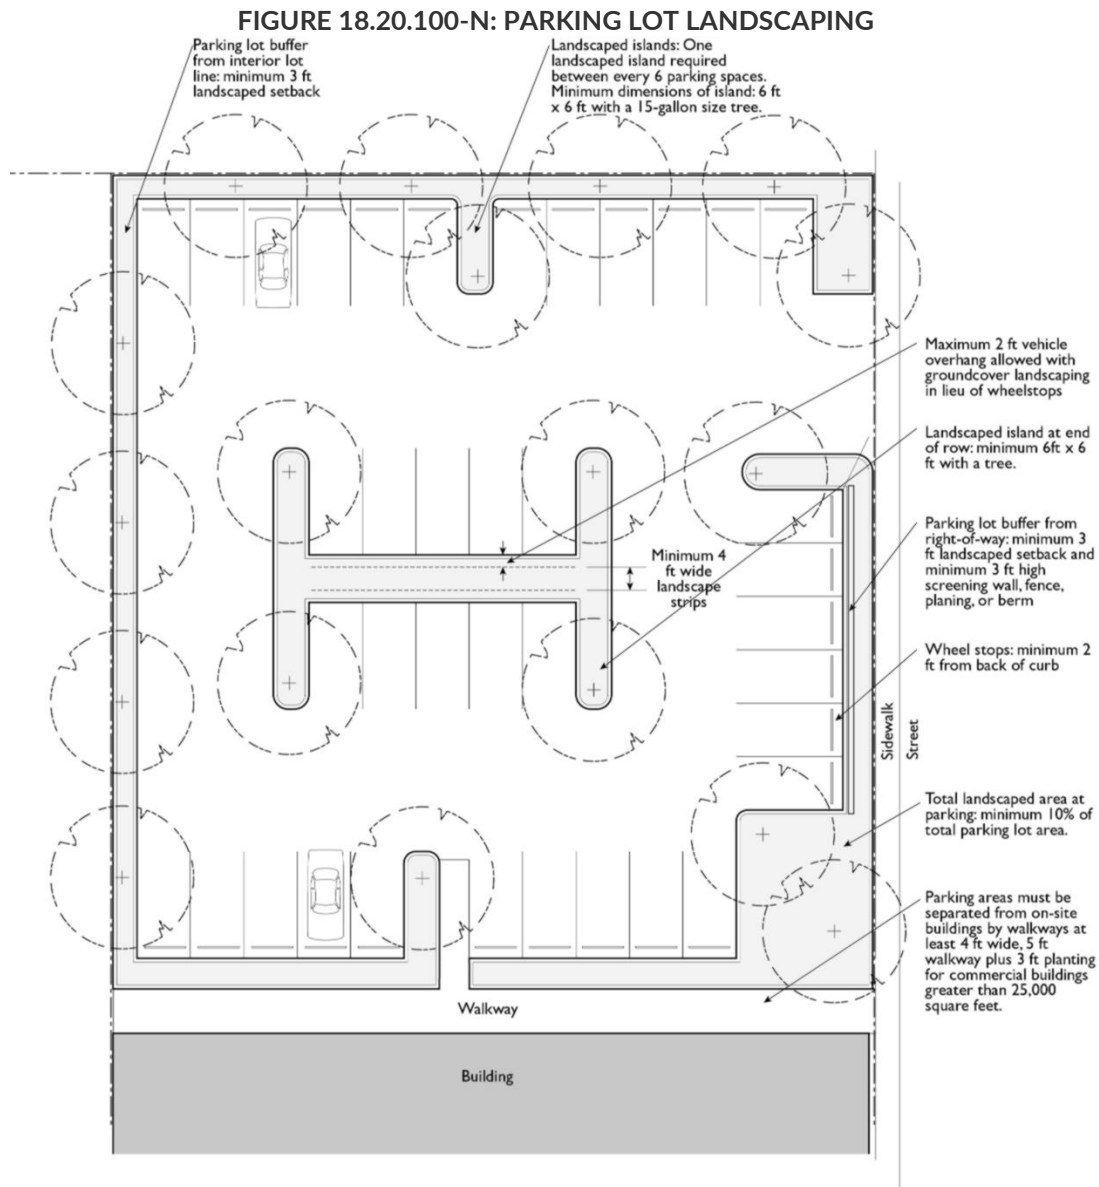 FIGURE 18.20.100-N: PARKING LOT LANDSCAPING
Parking lot buffer
from interior lot
line: minimum 3 ft
landscaped setback
Landscaped islands: One
landscaped island required
between every 6 parking spaces.
Minimum dimensions of island: 6 ft
x 6 ft with a 15-gallon size tree.
Maximum 2 ft vehicle
overhang allowed with
groundcover landscaping
in lieu of wheelstops
Landscaped island at end
of row: minimum 6ft x 6
ft with a tree.
Parking lot buffer from
right-of-way: minimum 3
ft landscaped setback and
minimum 3 ft high
screening wall, fence,
planing, or berm
Minimum 4
ft wide
landscape
strips
Wheel stops: minimum 2
ft from back of curb
Sidewalk
Street
Total landscaped area at
parking: minimum 10% of
total parking lot area.
Parking areas must be
separated from on-site
buildings by walkways at
least 4 ft wide, 5 ft
walkway plus 3 ft planting
for commercial buildings
greater than 25,000
square feet.
Walkway
Building